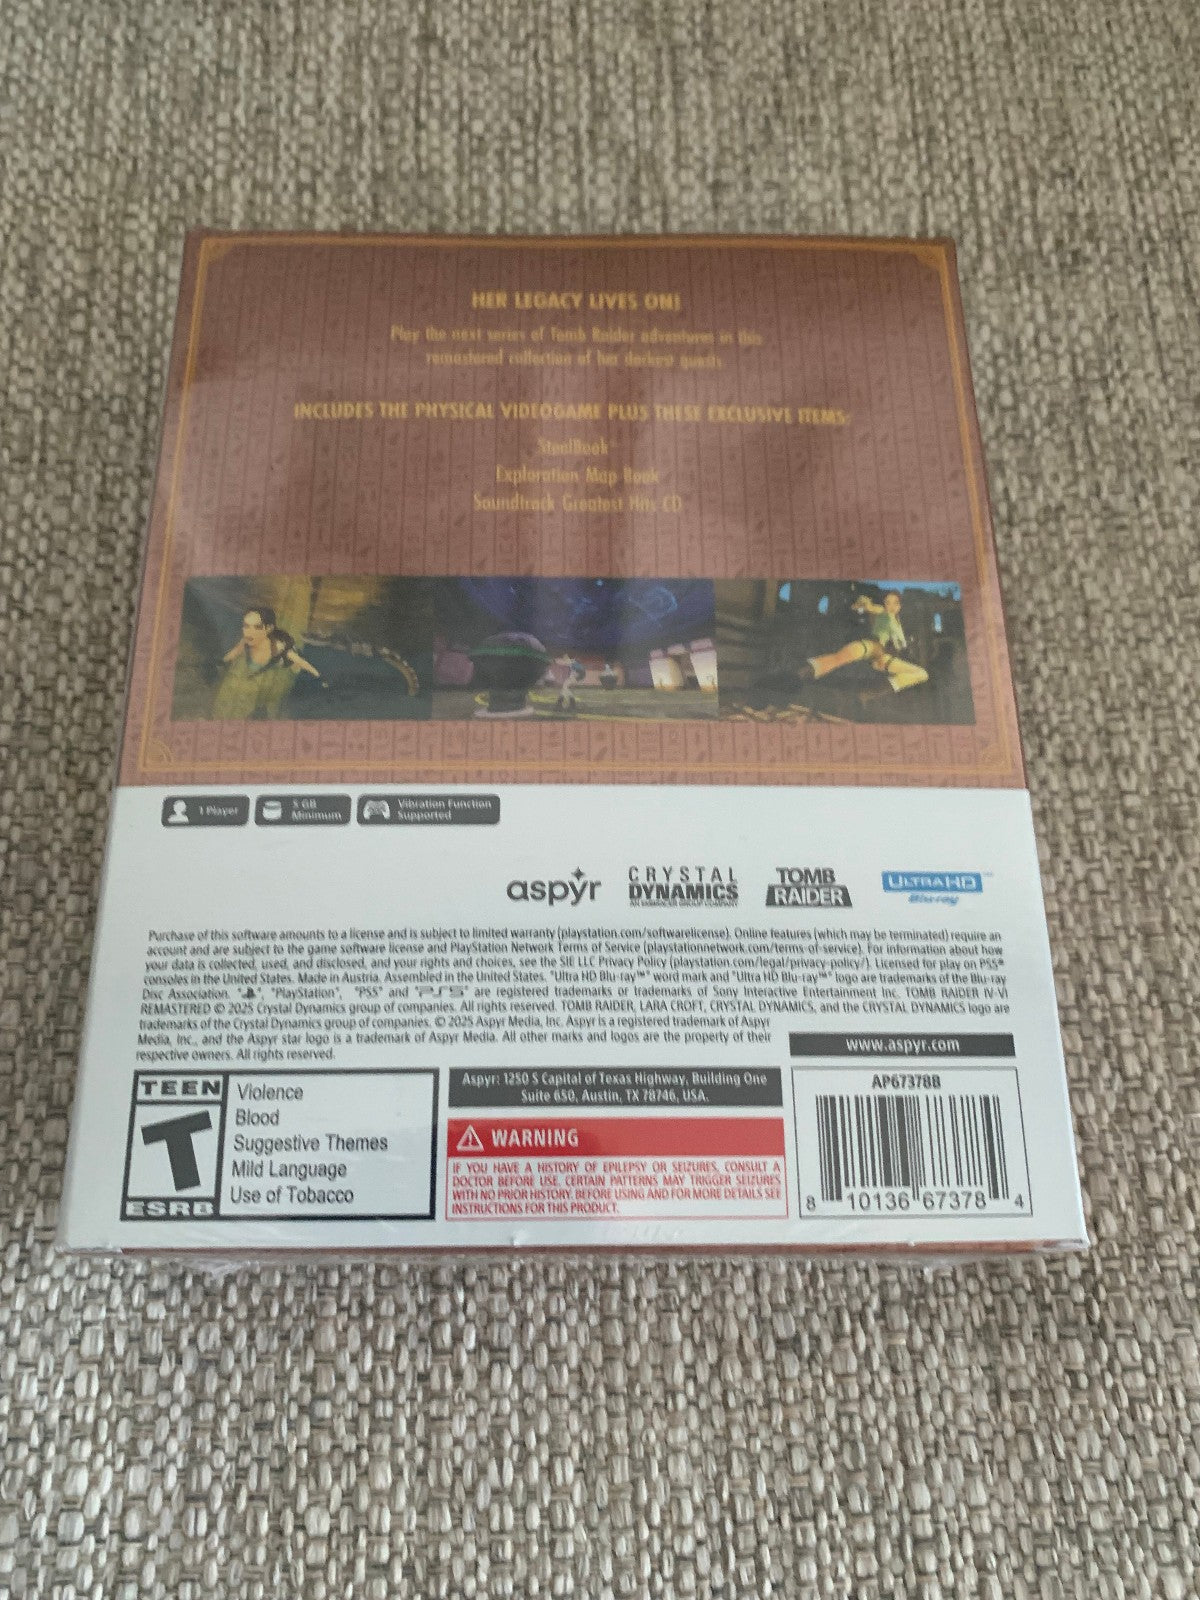 HER LEGACY LIVES ON!
Play the next series of Tomb Raider adventures in this
remastered collection of her darkest quests.
INCLUDES THE PHYSICAL VIDEOGAME PLUS THESE EXCLUSIVE ITEMS:
SteelBook®
Exploration Map Book
Soundtrack Greatest Hits CD
1 Player
5 GB
Minimum
Vibration Function
Supported
aspyr
CRYSTAL
DYNAMICS
AN EMBRACER GROUP COMPANY
TOMB
RAIDER
ULTRA HD
Blu-ray™
Purchase of this software amounts to a license and is subject to limited warranty (playstation.com/softwarelicense). Online features (which may be terminated) require an
account and are subject to the game software license and PlayStation Network Terms of Service (playstationnetwork.com/terms-of-service). For information about how
your data is collected, used, and disclosed, and your rights and choices, see the SIE LLC Privacy Policy (playstation.com/legal/privacy-policy/). Licensed for play on PS5®
consoles in the United States. Made in Austria. Assembled in the United States. "Ultra HD Blu-ray™" word mark and "Ultra HD Blu-ray™" logo are trademarks of the Blu-ray
Disc Association. "", "PlayStation", "PS5" and "PS5" are registered trademarks or trademarks of Sony Interactive Entertainment Inc. TOMB RAIDER IV-VI
REMASTERED © 2025 Crystal Dynamics group of companies. All rights reserved. TOMB RAIDER, LARA CROFT, CRYSTAL DYNAMICS, and the CRYSTAL DYNAMICS logo are
trademarks of the Crystal Dynamics group of companies. © 2025 Aspyr Media, Inc. Aspyr is a registered trademark of Aspyr
Media, Inc., and the Aspyr star logo is a trademark of Aspyr Media. All other marks and logos are the property of their
respective owners. All rights reserved.
www.aspyr.com
TEEN
T
ESRB
Violence
Blood
Suggestive Themes
Mild Language
Use of Tobacco
Aspyr: 1250 S Capital of Texas Highway, Building One
Suite 650, Austin, TX 78746, USA.
WARNING
IF YOU HAVE A HISTORY OF EPILEPSY OR SEIZURES, CONSULT A
DOCTOR BEFORE USE. CERTAIN PATTERNS MAY TRIGGER SEIZURES
WITH NO PRIOR HISTORY. BEFORE USING AND FOR MORE DETAILS SEE
INSTRUCTIONS FOR THIS PRODUCT.
AP67378B
8 10136 67378 4